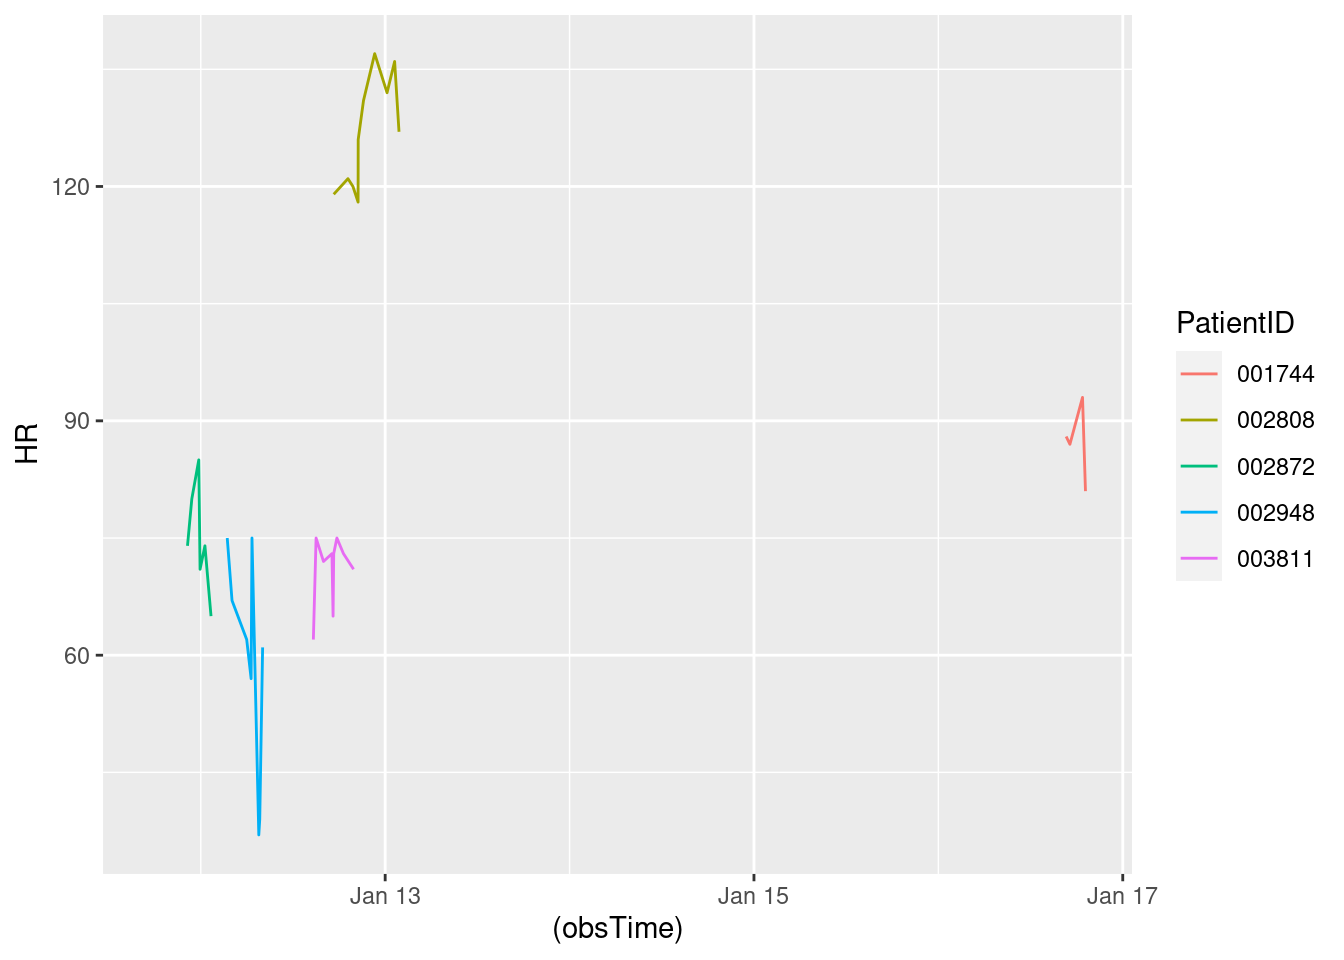 120
90
60
HR
Jan 13
Jan 15
Jan 17
(obsTime)
PatientID
001744
002808
002872
002948
003811